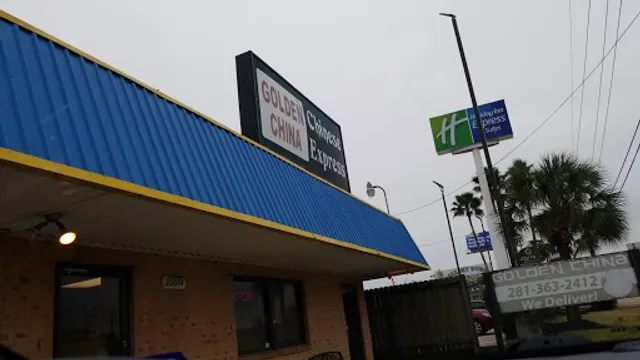 GOLDEN
CHINA
Chinese
Express
H
Holiday Inn
Express
& Suites
GOLDEN CHINA
281-363-2412
We Deliver!